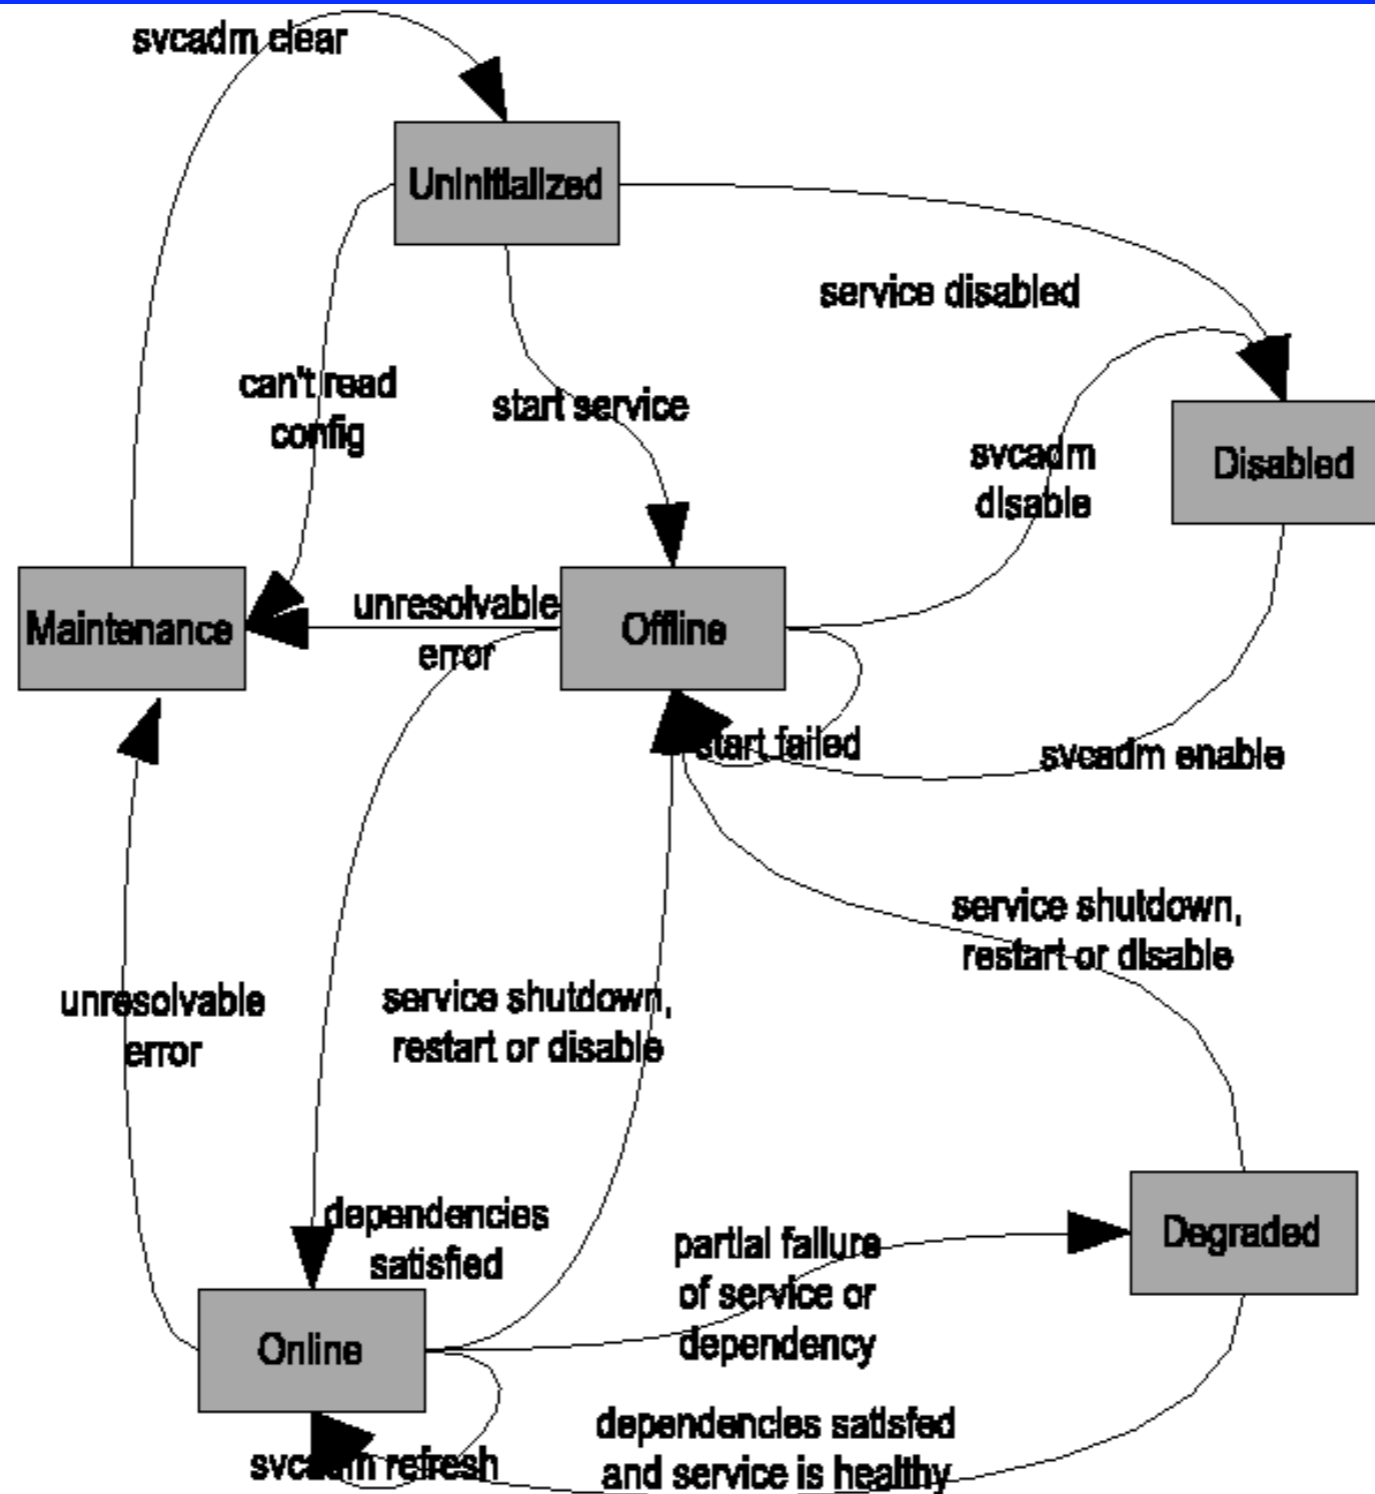 svcadm clear
Uninitialized
service disabled
can't read
config
start service
svcadm
disable
Disabled
Maintenance
unresolvable
error
Offline
start failed
svcadm enable
service shutdown,
restart or disable
unresolvable
error
service shutdown,
restart or disable
dependencies
satisfied
partial failure
of service or
dependency
Degraded
Online
svcadm refresh
dependencies satisfed
and service is healthy